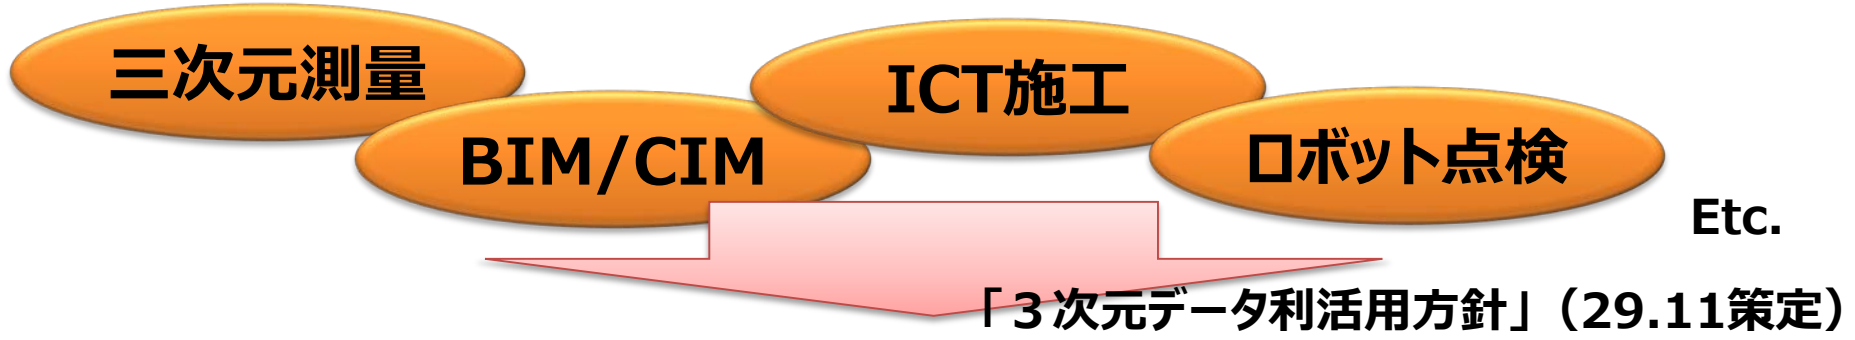 三次元測量
BIM/CIM
ICT施工
ロボット点検
Etc.
「３次元データ利活用方針」（29.11策定）